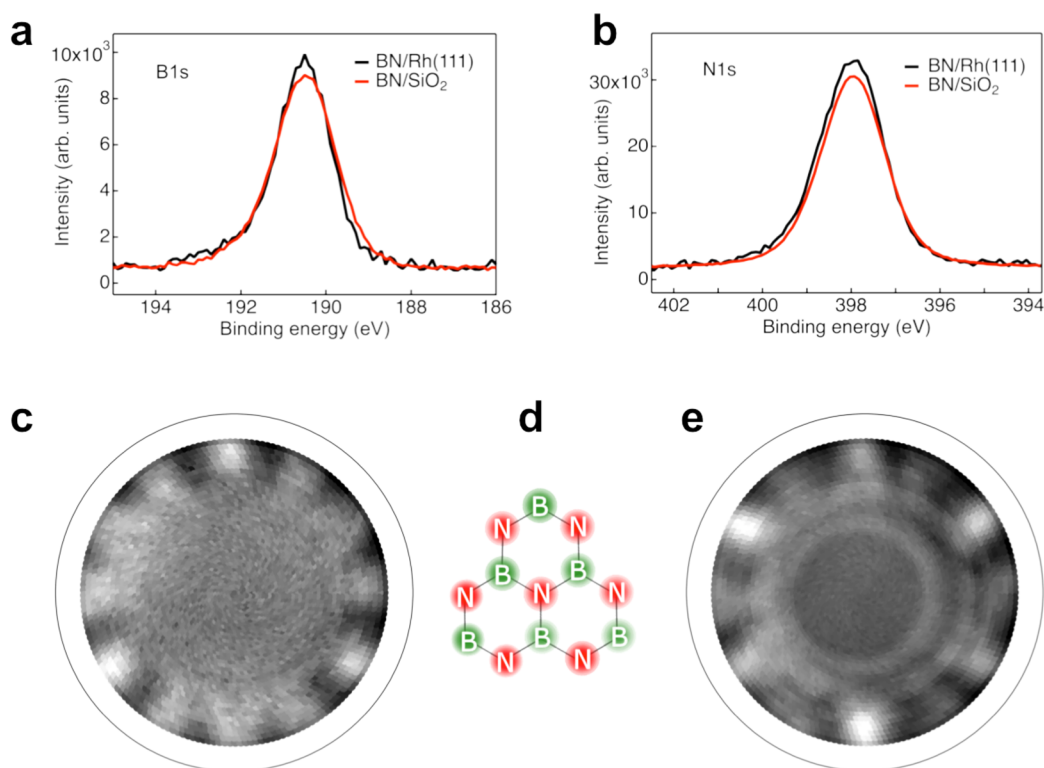 a
10x10³
8
6
4
2
0
Intensity (arb. units)
B1s
BN/Rh(111)
BN/SiO₂
194
192
190
188
186
Binding energy (eV)
b
30x10³
20
10
0
Intensity (arb. units)
N1s
BN/Rh(111)
BN/SiO₂
402
400
398
396
394
Binding energy (eV)
c
d
B
N N
B B
N N N
B B B
N N
e